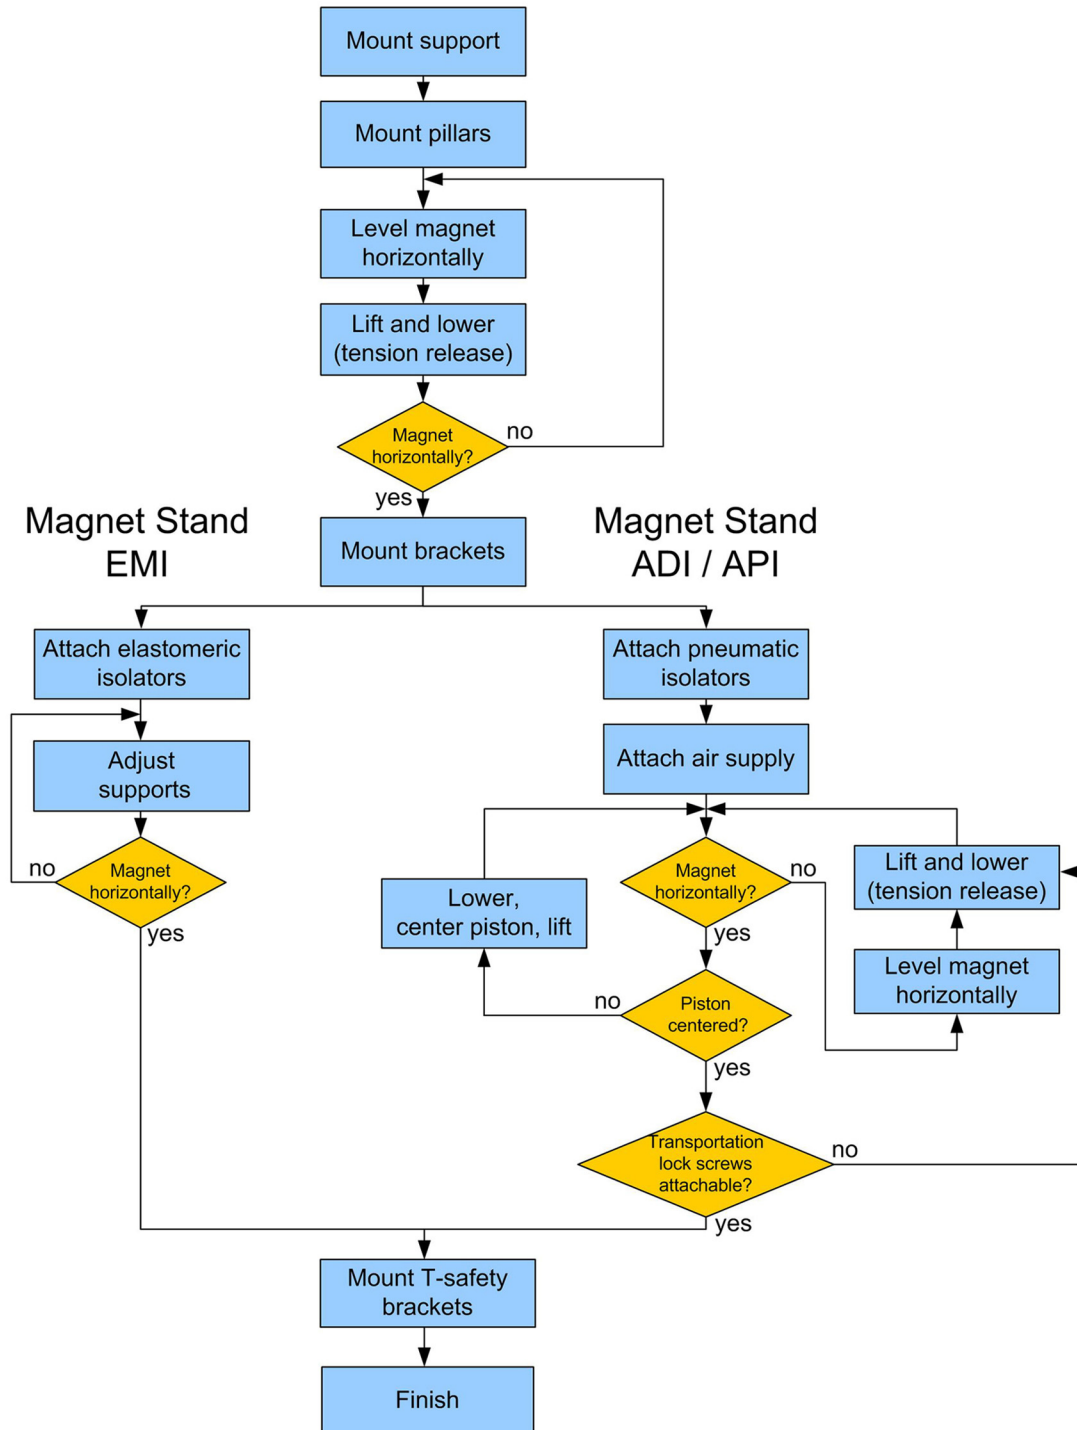 Mount support
Mount pillars
Level magnet
horizontally
Lift and lower
(tension release)
Magnet
horizontally?
no
yes
Mount brackets
Magnet Stand
EMI
Magnet Stand
ADI / API
Attach elastomeric
isolators
Adjust
supports
Magnet
horizontally?
no
yes
Attach pneumatic
isolators
Attach air supply
Magnet
horizontally?
no
yes
Lower,
center piston, lift
Lift and lower
(tension release)
Level magnet
horizontally
Piston
centered?
no
yes
Transportation
lock screws
attachable?
no
yes
Mount T-safety
brackets
Finish